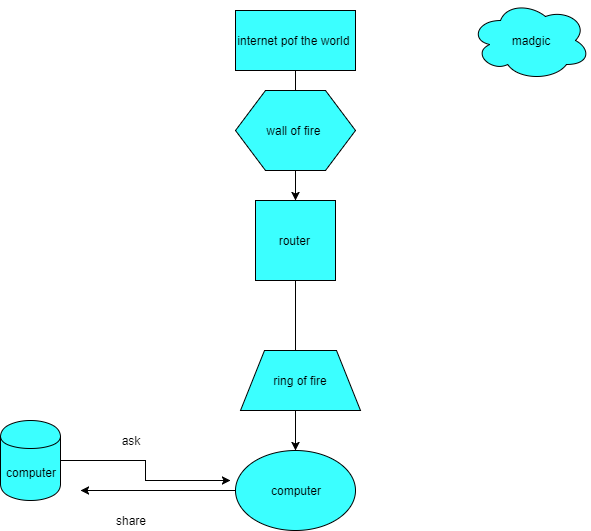 internet pof the world
madgic
wall of fire
router
ring of fire
ask
computer
computer
share